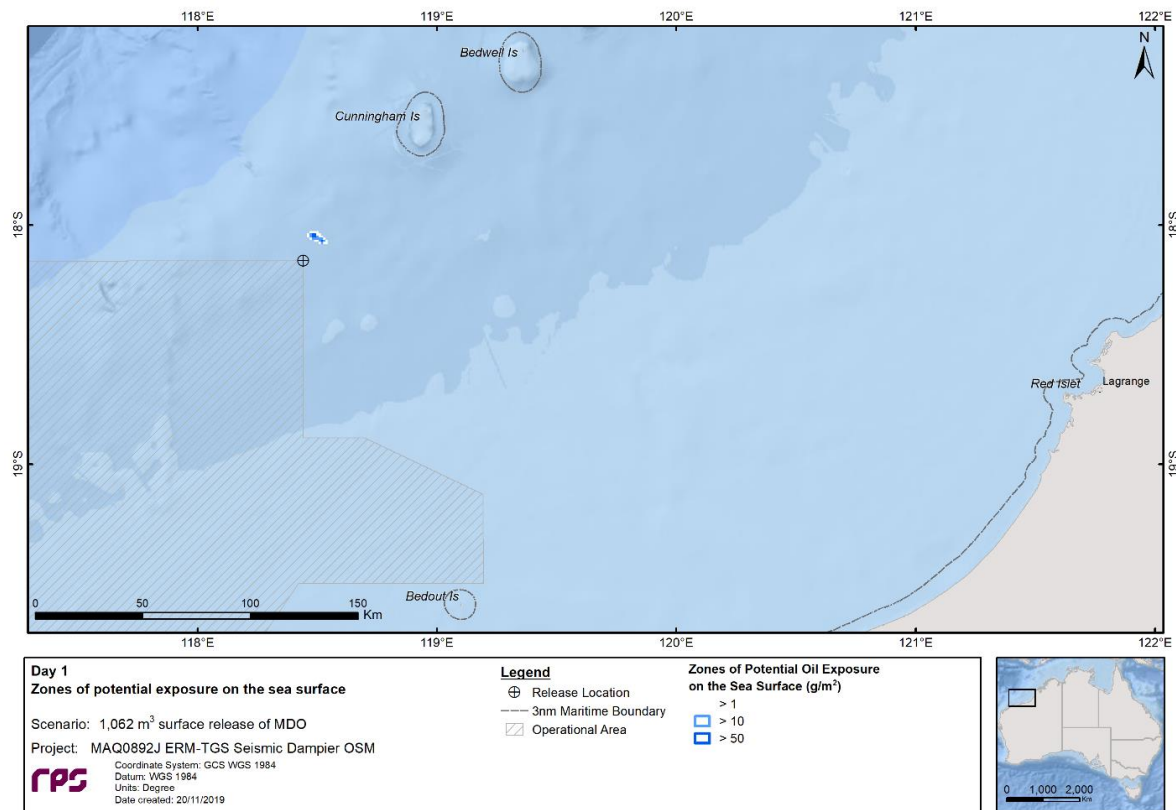 118°E 119°E 120°E 121°E 122°E
N
Bedwell Is
Cunningham Is
18°S 18°S
Red Islet Lagrange
19°S 19°S
Bedout Is
0 50 100 150
Km
118°E 119°E 120°E 121°E 122°E
Day 1
Zones of potential exposure on the sea surface
Scenario: 1,062 m³ surface release of MDO
Project: MAQ0892J ERM-TGS Seismic Dampier OSM
rps
Coordinate System: GCS WGS 1984
Datum: WGS 1984
Units: Degree
Date created: 20/11/2019
Legend
Release Location
3nm Maritime Boundary
Operational Area
Zones of Potential Oil Exposure
on the Sea Surface (g/m²)
> 1
> 10
> 50
0 1,000 2,000
Km